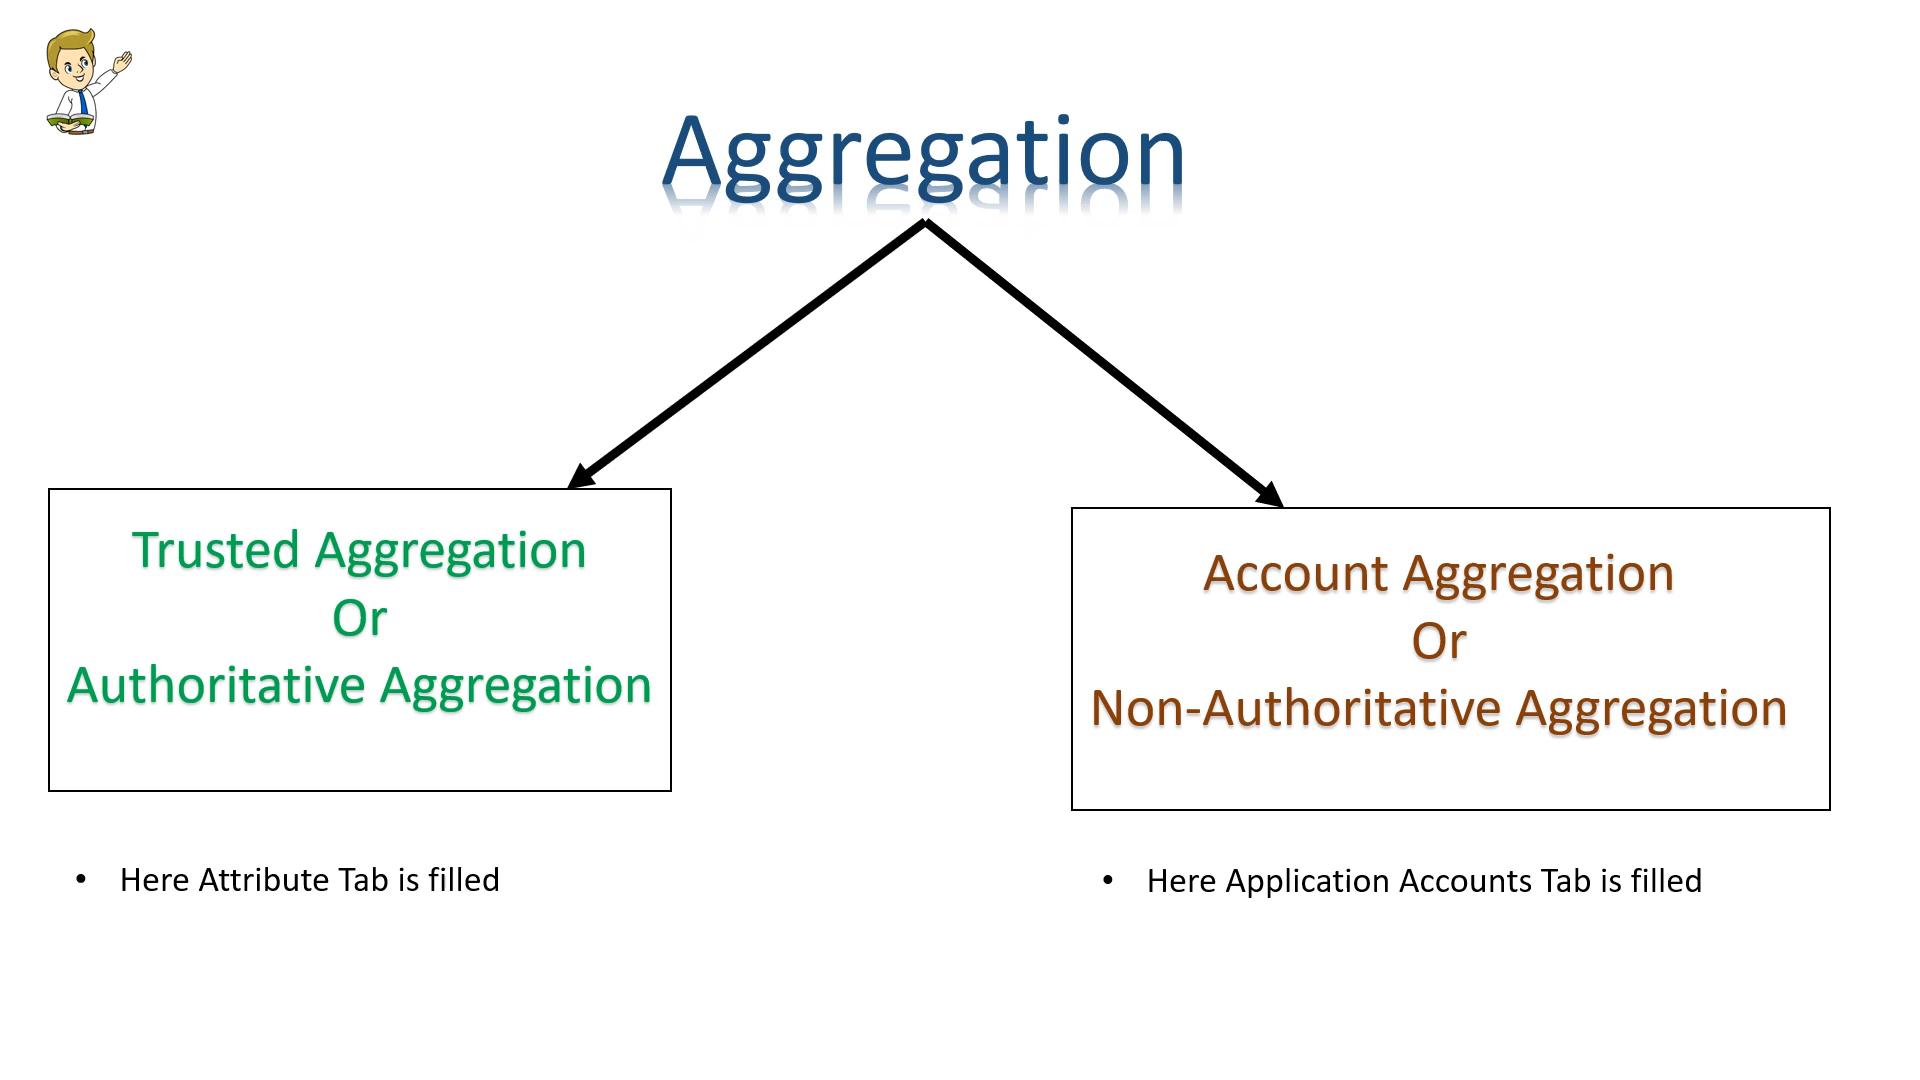 Aggregation
Trusted Aggregation
Or
Authoritative Aggregation
• Here Attribute Tab is filled
Account Aggregation
Or
Non-Authoritative Aggregation
• Here Application Accounts Tab is filled